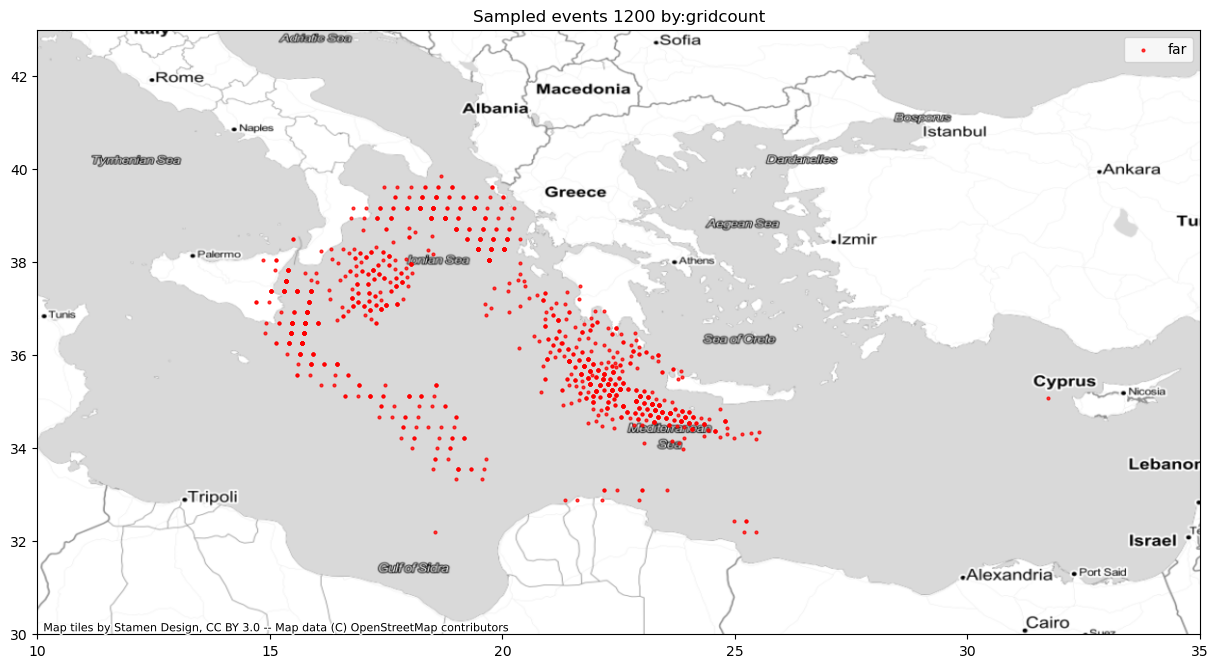 Sampled events 1200 by:gridcount
Italy
Adriatic Sea
Sofia
far
42
Rome
Macedonia
Albania
Bosporus
Istanbul
Naples
40
Tyrrhenian Sea
Dardanelles
Ankara
Greece
Aegean Sea
Tu
Izmir
38
Palermo
Ionian Sea
Athens
Tunis
36
Sea of Crete
Cyprus
Nicosia
34
Mediterranean
Sea
Lebanon
Tripoli
32
Israel
Te
Gulf of Sidra
Alexandria
Port Said
Cairo
Suez
Map tiles by Stamen Design, CC BY 3.0 -- Map data (C) OpenStreetMap contributors
30
10
15
20
25
30
35